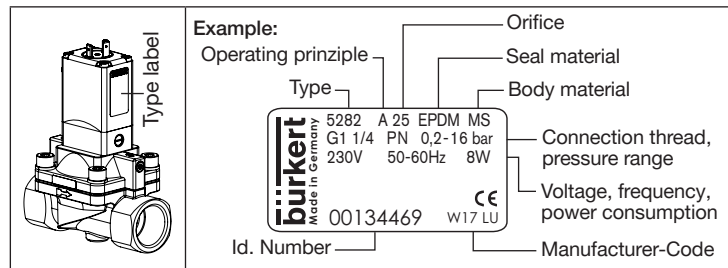 Type label
Example:
Orifice
Operating prinziple
Seal material
Type
Body material
burkert
Made in Germany
5282 A 25 EPDM MS
G1 1/4 PN 0,2-16 bar
230V 50-60Hz 8W
CE
00134469 W17 LU
Connection thread,
pressure range
Voltage, frequency,
power consumption
Id. Number
Manufacturer-Code